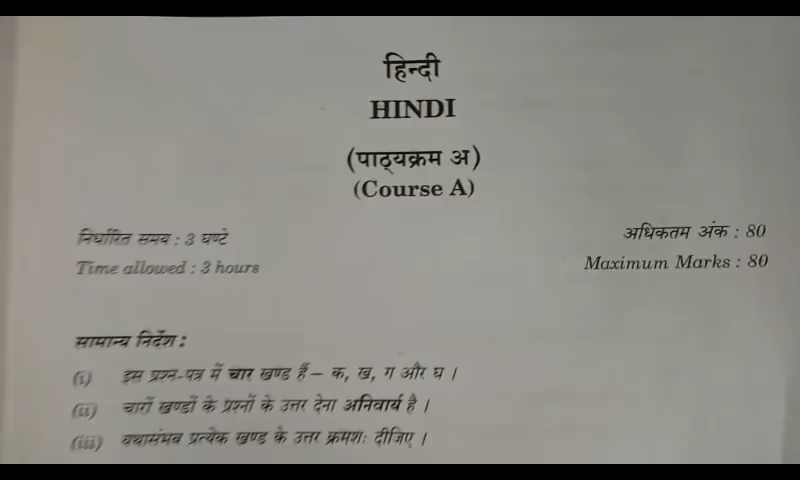 हिन्दी
HINDI
(पाठ्यक्रम अ)
(Course A)
निर्धारित समय : 3 घण्टे
अधिकतम अंक : 80
Time allowed : 3 hours
Maximum Marks : 80
सामान्य निर्देश :
(i) इस प्रश्न-पत्र में चार खण्ड हैं – क, ख, ग और घ ।
(ii) चारों खण्डों के प्रश्नों के उत्तर देना अनिवार्य है ।
(iii) यथासंभव प्रत्येक खण्ड के उत्तर क्रमशः दीजिए ।